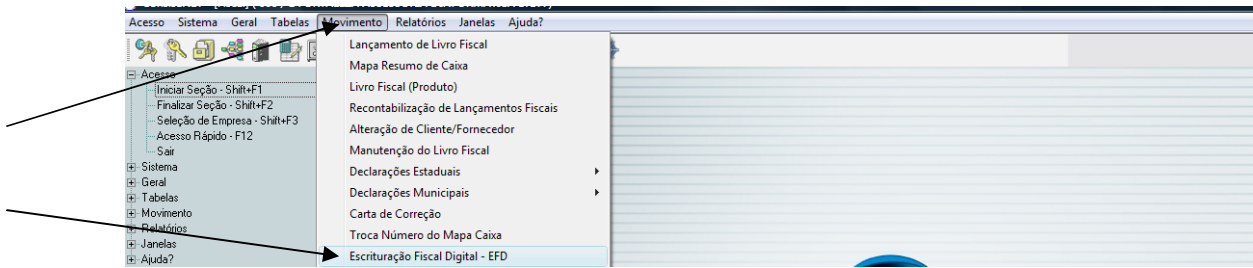 Acesso Sistema Geral Tabelas Movimento Relatórios Janelas Ajuda?
Lançamento de Livro Fiscal
Mapa Resumo de Caixa
Livro Fiscal (Produto)
Recontabilização de Lançamentos Fiscais
Alteração de Cliente/Fornecedor
Manutenção do Livro Fiscal
Declarações Estaduais
Declarações Municipais
Carta de Correção
Troca Número do Mapa Caixa
Escrituração Fiscal Digital - EFD
Acesso
Iniciar Seção - Shift+F1
Finalizar Seção - Shift+F2
Seleção de Empresa - Shift+F3
Acesso Rápido - F12
Sair
Sistema
Geral
Tabelas
Movimento
Relatórios
Janelas
Ajuda?